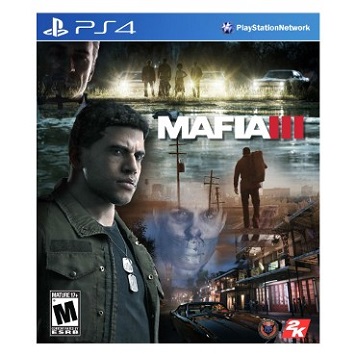 PS4
PlayStationNetwork
MAFIA III
MATURE 17+
M
ESRB
2K